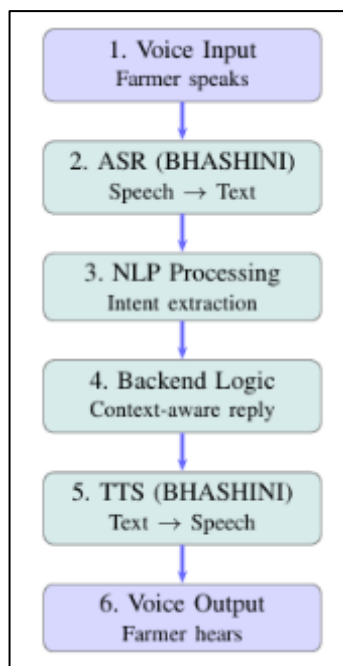 1. Voice Input
Farmer speaks
2. ASR (BHASHINI)
Speech → Text
3. NLP Processing
Intent extraction
4. Backend Logic
Context-aware reply
5. TTS (BHASHINI)
Text → Speech
6. Voice Output
Farmer hears